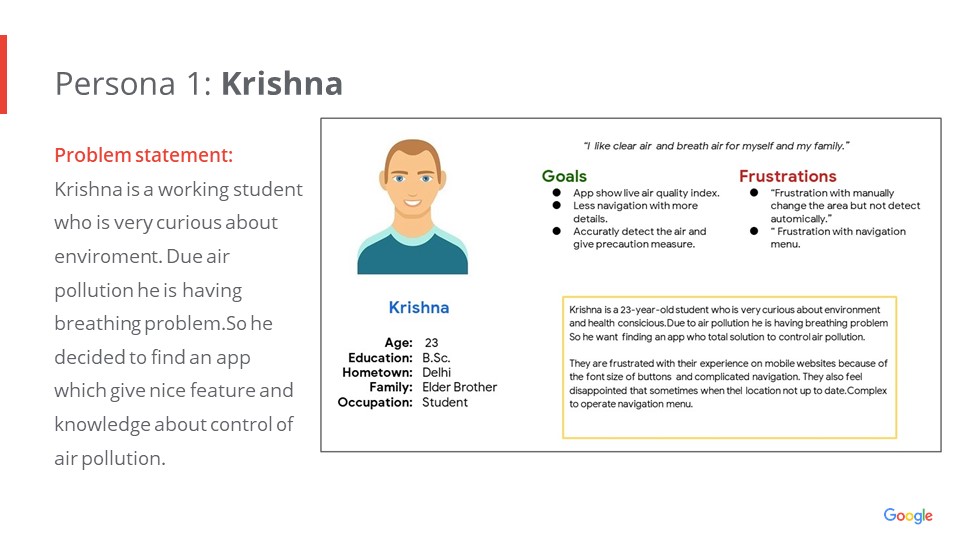 Persona 1: Krishna
Problem statement:
Krishna is a working student
who is very curious about
enviroment. Due air
pollution he is having
breathing problem.So he
decided to find an app
which give nice feature and
knowledge about control of
air pollution.
Krishna
Age: 23
Education: B.Sc.
Hometown: Delhi
Family: Elder Brother
Occupation: Student
“I like clear air and breath air for myself and my family.”
Goals
● App show live air quality index.
● Less navigation with more
details.
● Accuratly detect the air and
give precaution measure.
Frustrations
● “Frustration with manually
change the area but not detect
automically.”
● “ Frustration with navigation
menu.
Krishna is a 23-year-old student who is very curious about environment
and health consicious.Due to air pollution he is having breathing problem
So he want finding an app who total solution to control air pollution.
They are frustrated with their experience on mobile websites because of
the font size of buttons and complicated navigation. They also feel
disappointed that sometimes when thel location not up to date.Complex
to operate navigation menu.
Google